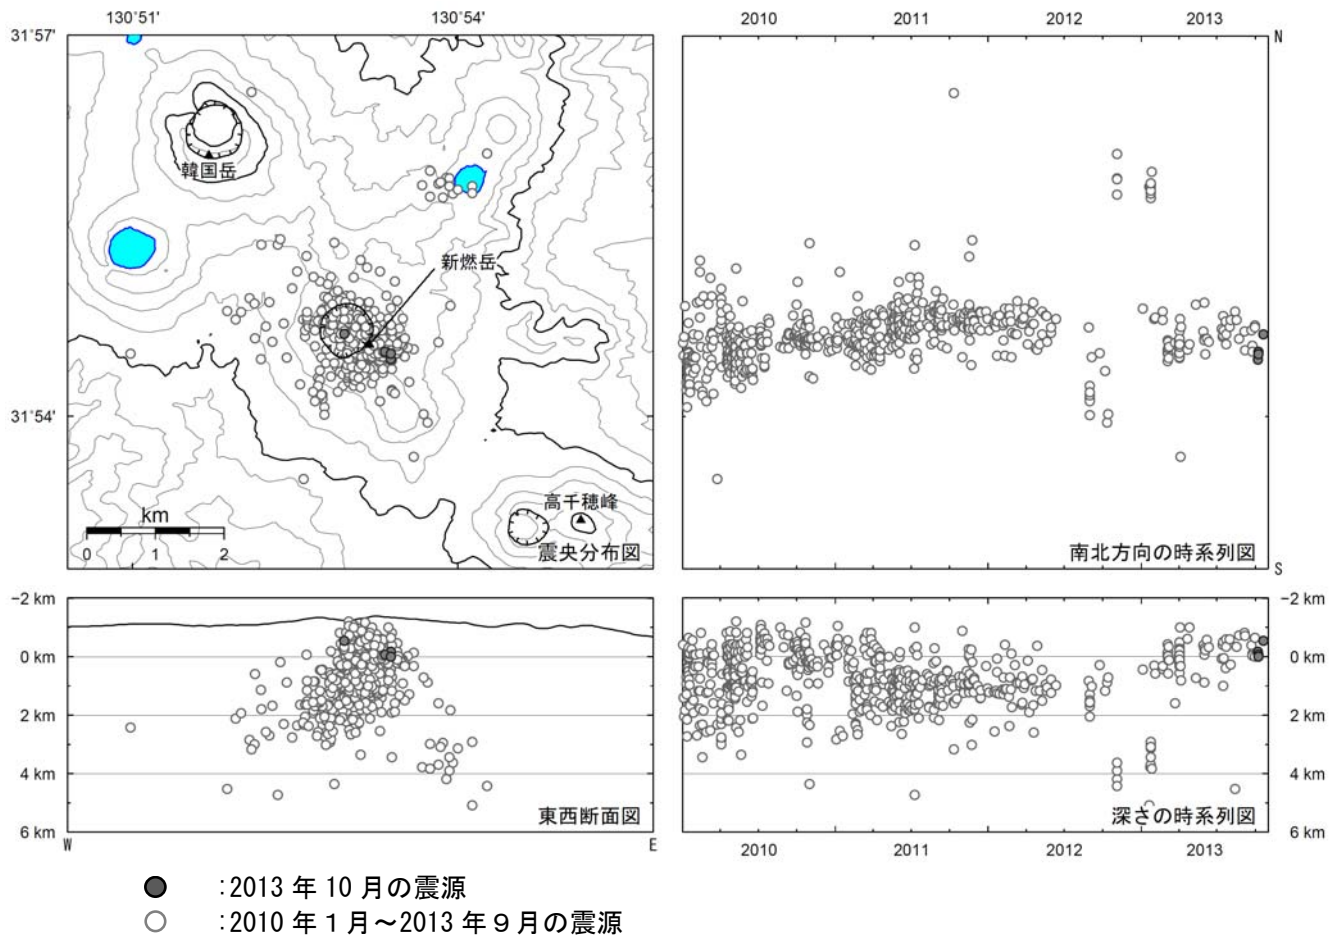 130°51' 130°54' 2010 2011 2012 2013
31°57' N
韓国岳
新燃岳
31°54'
高千穂峰
km
0 1 2
震央分布図 南北方向の時系列図
S
-2 km -2 km
0 km 0 km
2 km 2 km
4 km 4 km
東西断面図 深さの時系列図
6 km 6 km
W E 2010 2011 2012 2013
:2013 年 10 月の震源
:2010 年 1 月~2013 年 9 月の震源